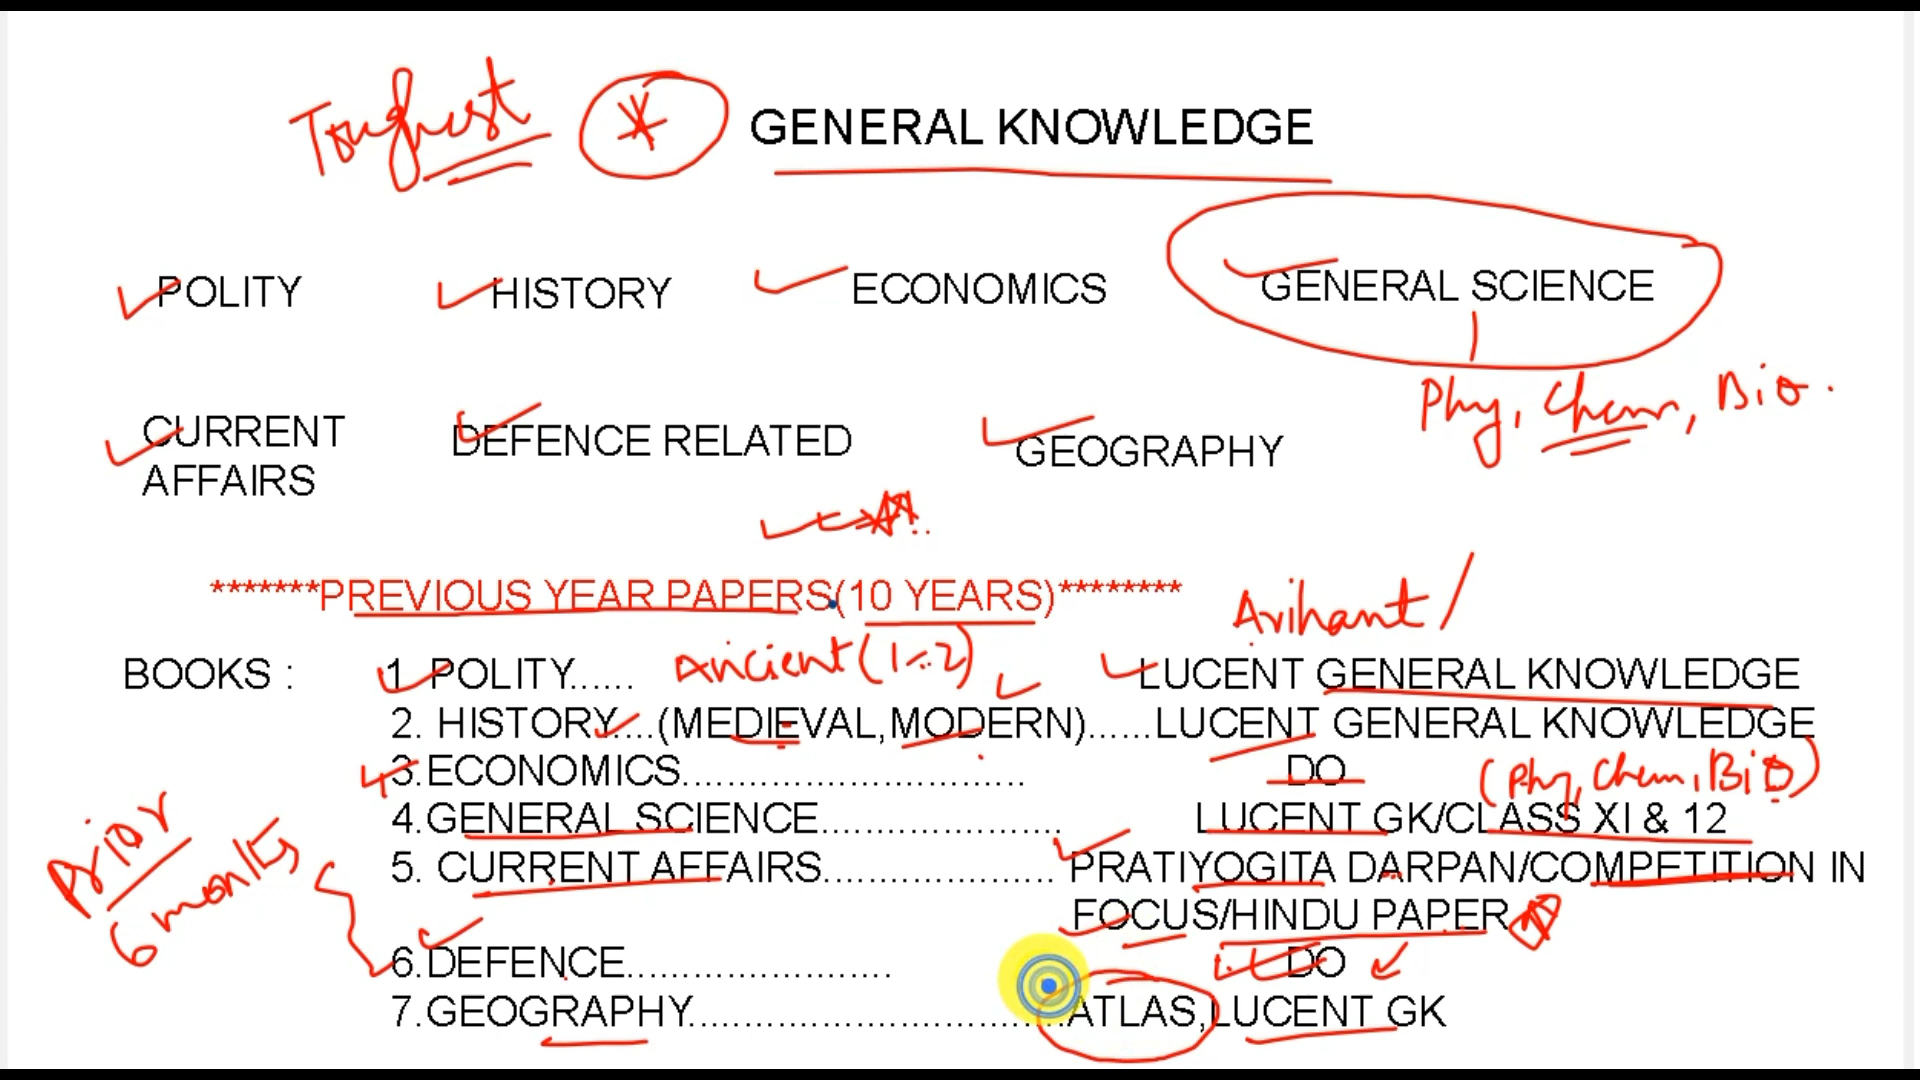 Toughest * GENERAL KNOWLEDGE
POLITY HISTORY ECONOMICS GENERAL SCIENCE
Phy, Chem, Bio.
CURRENT AFFAIRS DEFENCE RELATED GEOGRAPHY
*******PREVIOUS YEAR PAPERS(10 YEARS)********
Arihant /
Ancient (1-2)
BOOKS : 1. POLITY...... LUCENT GENERAL KNOWLEDGE
2. HISTORY....(MEDIEVAL,MODERN)......LUCENT GENERAL KNOWLEDGE
3.ECONOMICS............................... DO
(Phy, Chem, Bio)
4.GENERAL SCIENCE..................... LUCENT GK/CLASS XI & 12
5. CURRENT AFFAIRS.................... PRATIYOGITA DARPAN/COMPETITION IN
FOCUS/HINDU PAPER
6.DEFENCE....................... DO
7.GEOGRAPHY.................................ATLAS,LUCENT GK
Prior
6 months